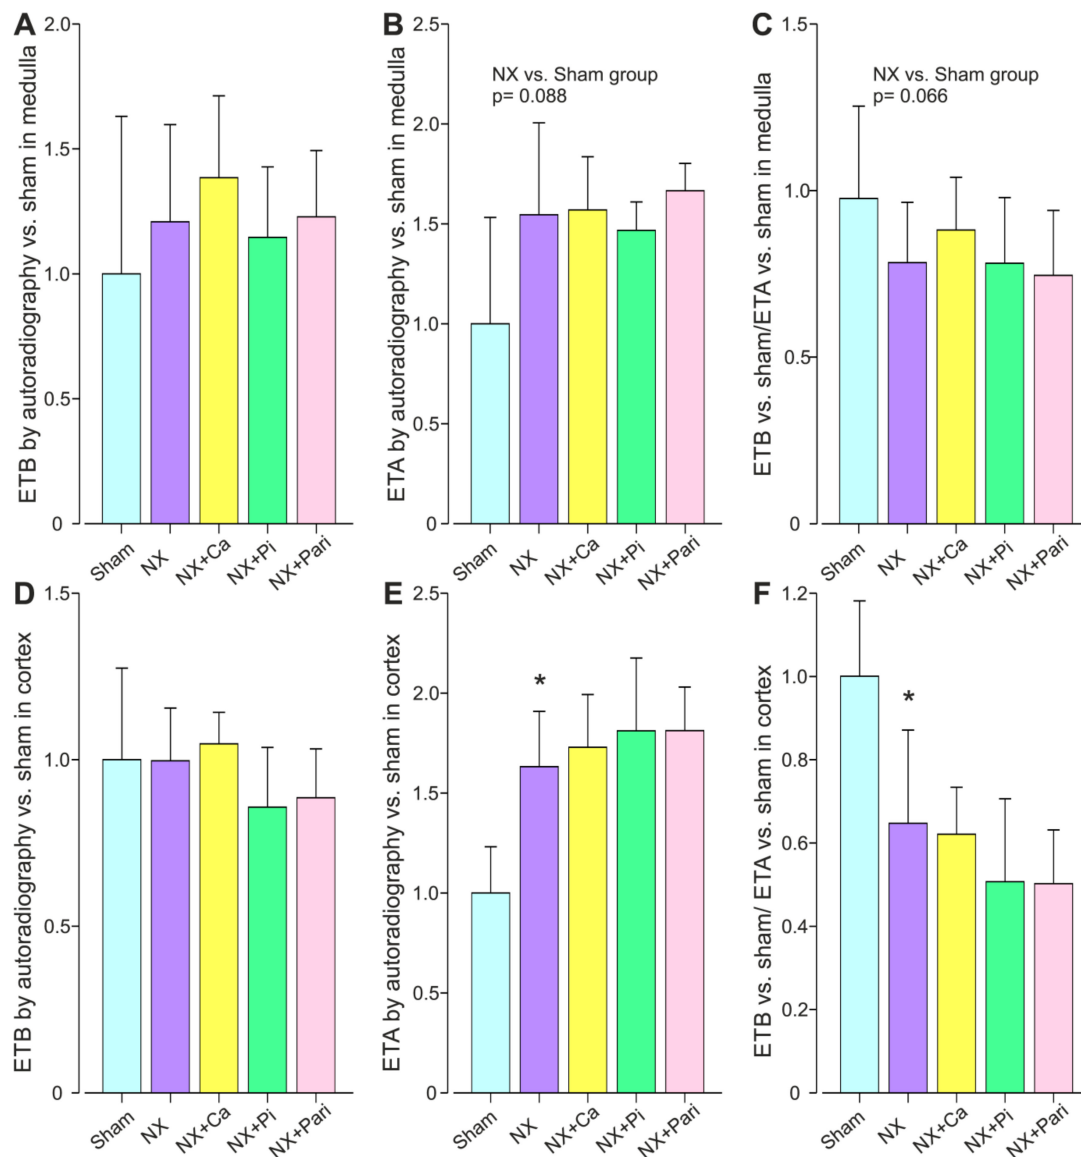 A
ETB by autoradiography vs. sham in medulla
2.0
1.5
1.0
0.5
0
Sham
NX
NX+Ca
NX+Pi
NX+Pari
B
ETA by autoradiography vs. sham in medulla
2.5
2.0
1.5
1.0
0.5
0
NX vs. Sham group
p= 0.088
Sham
NX
NX+Ca
NX+Pi
NX+Pari
C
ETB vs. sham/ETA vs. sham in medulla
1.5
1.0
0.5
0
NX vs. Sham group
p= 0.066
Sham
NX
NX+Ca
NX+Pi
NX+Pari
D
ETB by autoradiography vs. sham in cortex
1.5
1.0
0.5
0
Sham
NX
NX+Ca
NX+Pi
NX+Pari
E
ETA by autoradiography vs. sham in cortex
2.5
2.0
1.5
1.0
0.5
0
*
Sham
NX
NX+Ca
NX+Pi
NX+Pari
F
ETB vs. sham/ ETA vs. sham in cortex
1.2
1.0
0.8
0.6
0.4
0.2
0
*
Sham
NX
NX+Ca
NX+Pi
NX+Pari